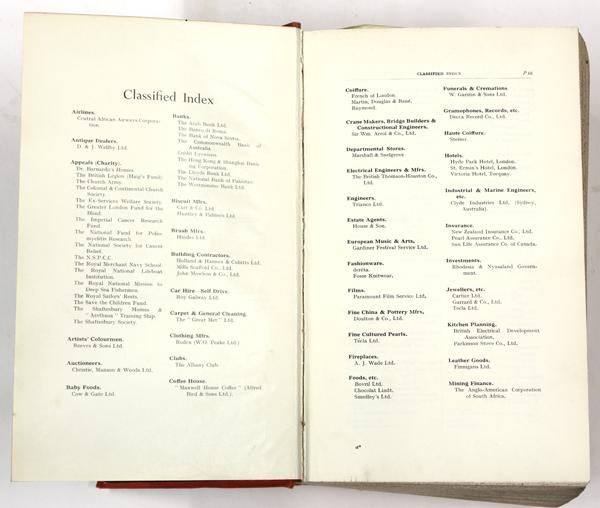 Classified Index
Airlines.
Central African Airways Corpora-
tion.
Antique Dealers.
D. & J. Wellby Ltd.
Appeals (Charity).
Dr. Barnardo's Homes.
The British Legion (Haig's Fund)
The Church Army.
The Colonial & Continental Church
Society.
The Ex-Services Welfare Society.
The Greater London Fund for the
Blind.
The Imperial Cancer Research
Fund.
The National Fund for Polio-
myelitis Research.
The National Society for Cancer
Relief.
The N.S.P.C.C.
The Royal Merchant Navy School
The Royal National Lifeboat
Institution.
The Royal National Mission to
Deep Sea Fishermen.
The Royal Sailors' Rests.
The Save the Children Fund.
The Shaftesbury Homes &
"Arethusa" Training Ship.
The Shaftesbury Society.
Artists' Colourmen.
Reeves & Sons Ltd.
Auctioneers.
Christie, Manson & Woods Ltd.
Baby Foods.
Cow & Gate Ltd.
Banks.
The Arab Bank Ltd.
The Banco di Roma.
The Bank of Nova Scotia.
The Commonwealth Bank of
Australia.
Crédit Lyonnais
The Hong Kong & Shanghai Bank-
ing Corporation.
The Lloyds Bank Ltd.
The National Bank of Pakistan.
The Westminster Bank Ltd.
Biscuit Mfrs.
Carr & Co. Ltd.
Huntley & Palmers Ltd.
Brush Mfrs.
Hindes Ltd.
Building Contractors.
Holland & Hannen & Cubitts Ltd.
Mills Scaffold Co. Ltd.
John Mowlem & Co., Ltd.
Car Hire—Self Drive.
Roy Galway Ltd.
Carpet & General Cleaning.
The "Great Met" Ltd.
Clothing Mfrs.
Rodex (W.O. Peake Ltd.)
Clubs.
The Albany Club.
Coffee House.
"Maxwell House Coffee" (Alfred
Bird & Sons Ltd.).
CLASSIFIED INDEX
Coiffure.
French of London.
Martin, Douglas & René,
Raymond.
Crane Makers, Bridge Builders &
Constructional Engineers.
Sir Wm. Arrol & Co., Ltd.
Departmental Stores.
Marshall & Snelgrove
Electrical Engineers & Mfrs.
The British Thomson-Houston Co.,
Ltd.
Engineers.
Trianco Ltd.
Estate Agents.
House & Son.
European Music & Arts,
Gardiner Festival Service Ltd.
Fashionware.
derèta.
Fosse Knitwear,
Films.
Paramount Film Service Ltd,
Fine China & Pottery Mfrs,
Doulton & Co., Ltd.
Fine Cultured Pearls.
Técla Ltd.
Fireplaces.
A. J. Wade Ltd.
Foods, etc.
Bovril Ltd.
Chocolat Lindt.
Smedley's Ltd.
Funerals & Cremations
W. Garstin & Sons Ltd.
Gramophones, Records, etc.
Decca Record Co., Ltd.
Haute Coiffure.
Steiner.
Hotels.
Hyde Park Hotel, London.
St. Ermin's Hotel, London.
Victoria Hotel, Torquay.
Industrial & Marine Engineers,
etc.
Clyde Industries Ltd. (Sydney,
Australia).
Insurance.
New Zealand Insurance Co., Ltd.
Pearl Assurance Co., Ltd.
Sun Life Assurance Co. of Canada.
Investments.
Rhodesia & Nyasaland Govern-
ment.
Jewellers, etc.
Cartier Ltd.
Garrard & Co., Ltd.
Tecla Ltd.
Kitchen Planning,
British Electrical Development
Association,
Parkinson Stove Co., Ltd.
Leather Goods.
Finnigans Ltd.
Mining Finance.
The Anglo-American Corporation
of South Africa,